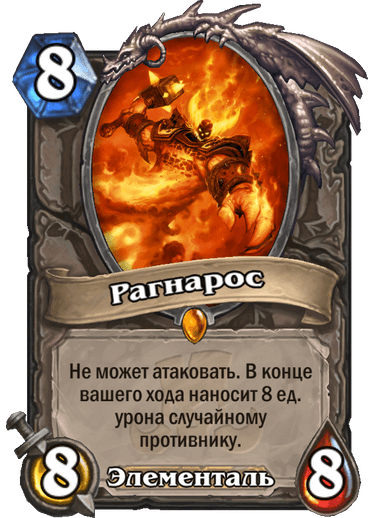 8
Рагнарос
Не может атаковать. В конце
вашего хода наносит 8 ед.
урона случайному
противнику.
8
Элементаль
8